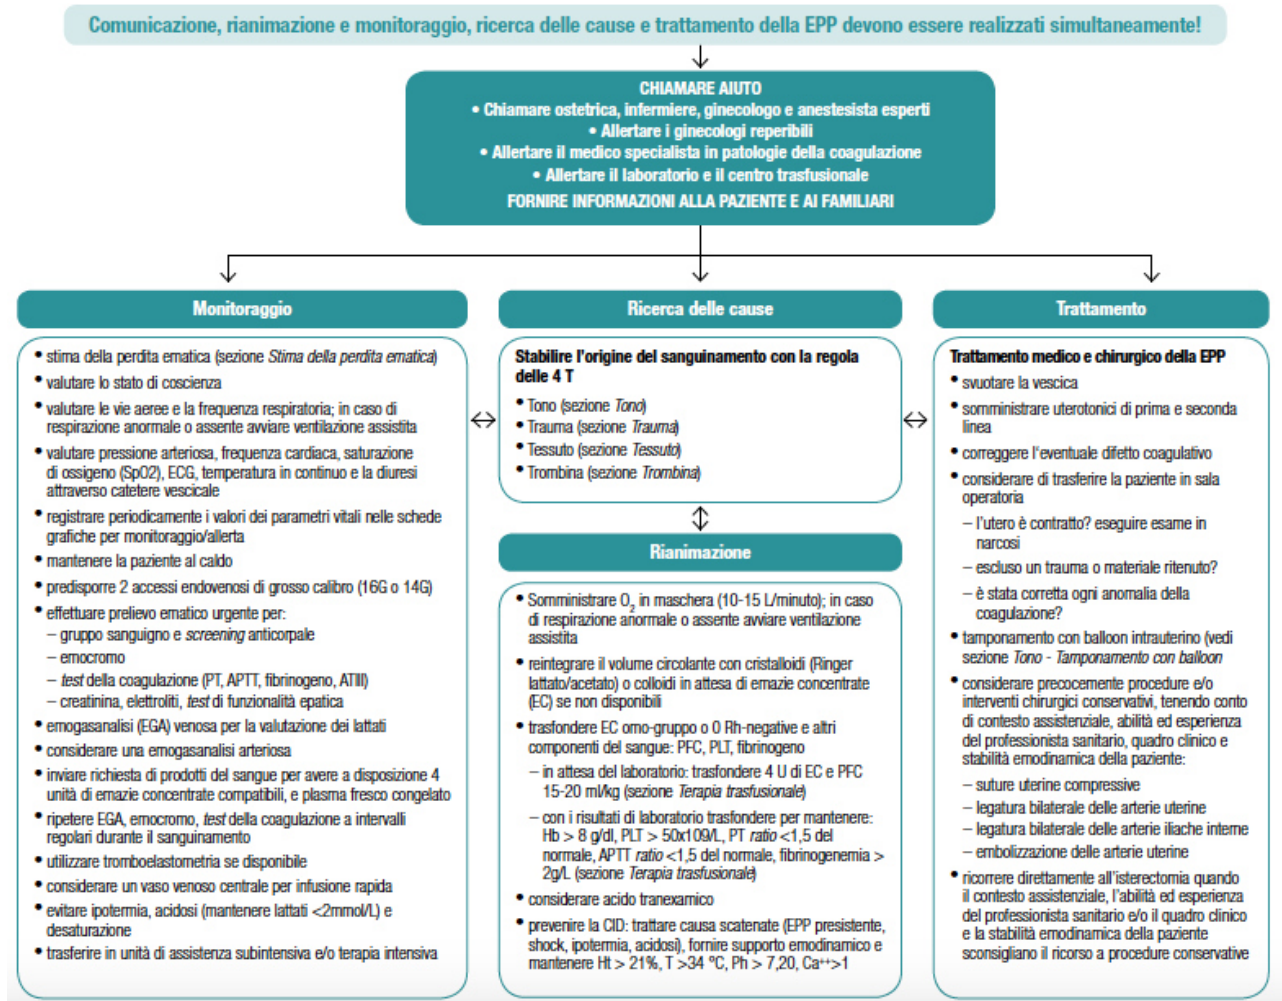 Comunicazione, rianimazione e monitoraggio, ricerca delle cause e trattamento della EPP devono essere realizzati simultaneamente!
CHIAMARE AIUTO
• Chiamare ostetrica, infermiere, ginecologo e anestesista esperti
• Allertare i ginecologi reperibili
• Allertare il medico specialista in patologie della coagulazione
• Allertare il laboratorio e il centro trasfusionale
FORNIRE INFORMAZIONI ALLA PAZIENTE E AI FAMILIARI
Monitoraggio
• stima della perdita ematica (sezione Stima della perdita ematica)
• valutare lo stato di coscienza
• valutare le vie aeree e la frequenza respiratoria; in caso di
respirazione anormale o assente avviare ventilazione assistita
• valutare pressione arteriosa, frequenza cardiaca, saturazione
di ossigeno (SpO2), ECG, temperatura in continuo e la diuresi
attraverso catetere vescicale
• registrare periodicamente i valori dei parametri vitali nelle schede
grafiche per monitoraggio/allerta
• mantenere la paziente al caldo
• predisporre 2 accessi endovenosi di grosso calibro (16G o 14G)
• effettuare prelievo ematico urgente per:
– gruppo sanguigno e screening anticorpale
– emocromo
– test della coagulazione (PT, APTT, fibrinogeno, ATIII)
– creatinina, elettroliti, test di funzionalità epatica
• emogasanalisi (EGA) venosa per la valutazione dei lattati
• considerare una emogasanalisi arteriosa
• inviare richiesta di prodotti del sangue per avere a disposizione 4
unità di emazie concentrate compatibili, e plasma fresco congelato
• ripetere EGA, emocromo, test della coagulazione a intervalli
regolari durante il sanguinamento
• utilizzare tromboelastometria se disponibile
• considerare un vaso venoso centrale per infusione rapida
• evitare ipotermia, acidosi (mantenere lattati <2mmol/L) e
desaturazione
• trasferire in unità di assistenza subintensiva e/o terapia intensiva
Ricerca delle cause
Stabilire l'origine del sanguinamento con la regola
delle 4 T
• Tono (sezione Tono)
• Trauma (sezione Trauma)
• Tessuto (sezione Tessuto)
• Trombina (sezione Trombina)
Rianimazione
• Somministrare O2 in maschera (10-15 L/minuto); in caso
di respirazione anormale o assente avviare ventilazione
assistita
• reintegrare il volume circolante con cristalloidi (Ringer
lattato/acetato) o colloidi in attesa di emazie concentrate
(EC) se non disponibili
• trasfondere EC omo-gruppo o 0 Rh-negative e altri
componenti del sangue: PFC, PLT, fibrinogeno
– in attesa del laboratorio: trasfondere 4 U di EC e PFC
15-20 ml/kg (sezione Terapia trasfusionale)
– con i risultati di laboratorio trasfondere per mantenere:
Hb > 8 g/dl, PLT > 50x109/L, PT ratio <1,5 del
normale, APTT ratio <1,5 del normale, fibrinogenemia >
2g/L (sezione Terapia trasfusionale)
• considerare acido tranexamico
• prevenire la CID: trattare causa scatenate (EPP presistente,
shock, ipotermia, acidosi), fornire supporto emodinamico e
mantenere Ht > 21%, T >34 °C, Ph > 7,20, Ca++>1
Trattamento
Trattamento medico e chirurgico della EPP
• svuotare la vescica
• somministrare uterotonici di prima e seconda
linea
• correggere l'eventuale difetto coagulativo
• considerare di trasferire la paziente in sala
operatoria
– l'utero è contratto? eseguire esame in
narcosi
– escluso un trauma o materiale ritenuto?
– è stata corretta ogni anomalia della
coagulazione?
• tamponamento con balloon intrauterino (vedi
sezione Tono - Tamponamento con balloon
• considerare precocemente procedure e/o
interventi chirurgici conservativi, tenendo conto
di contesto assistenziale, abilità ed esperienza
del professionista sanitario, quadro clinico e
stabilità emodinamica della paziente:
– suture uterine compressive
– legatura bilaterale delle arterie uterine
– legatura bilaterale delle arterie iliache interne
– embolizzazione delle arterie uterine
• ricorrere direttamente all'isterectomia quando
il contesto assistenziale, l'abilità ed esperienza
del professionista sanitario e/o il quadro clinico
e la stabilità emodinamica della paziente
sconsigliano il ricorso a procedure conservative